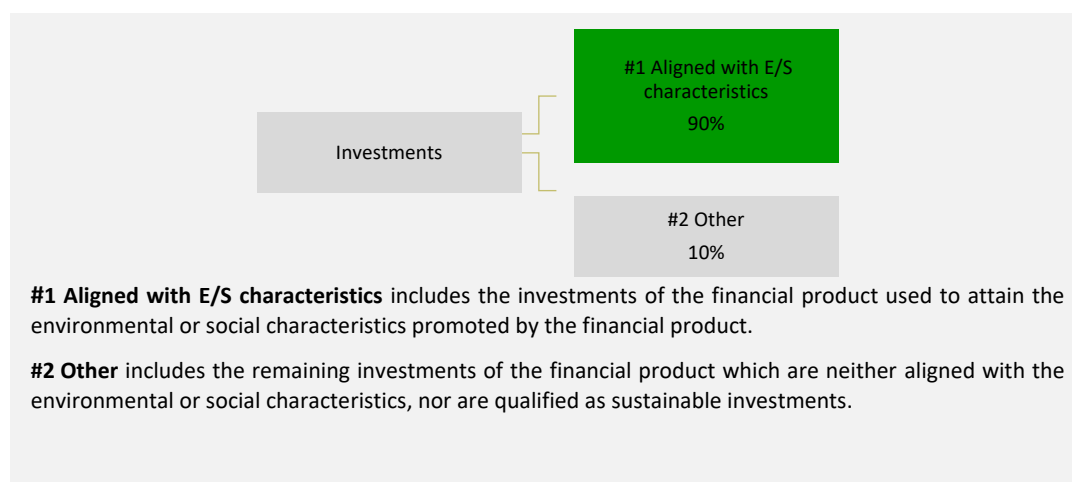 #1 Aligned with E/S
characteristics
90%
Investments
#2 Other
10%
#1 Aligned with E/S characteristics includes the investments of the financial product used to attain the
environmental or social characteristics promoted by the financial product.
#2 Other includes the remaining investments of the financial product which are neither aligned with the
environmental or social characteristics, nor are qualified as sustainable investments.